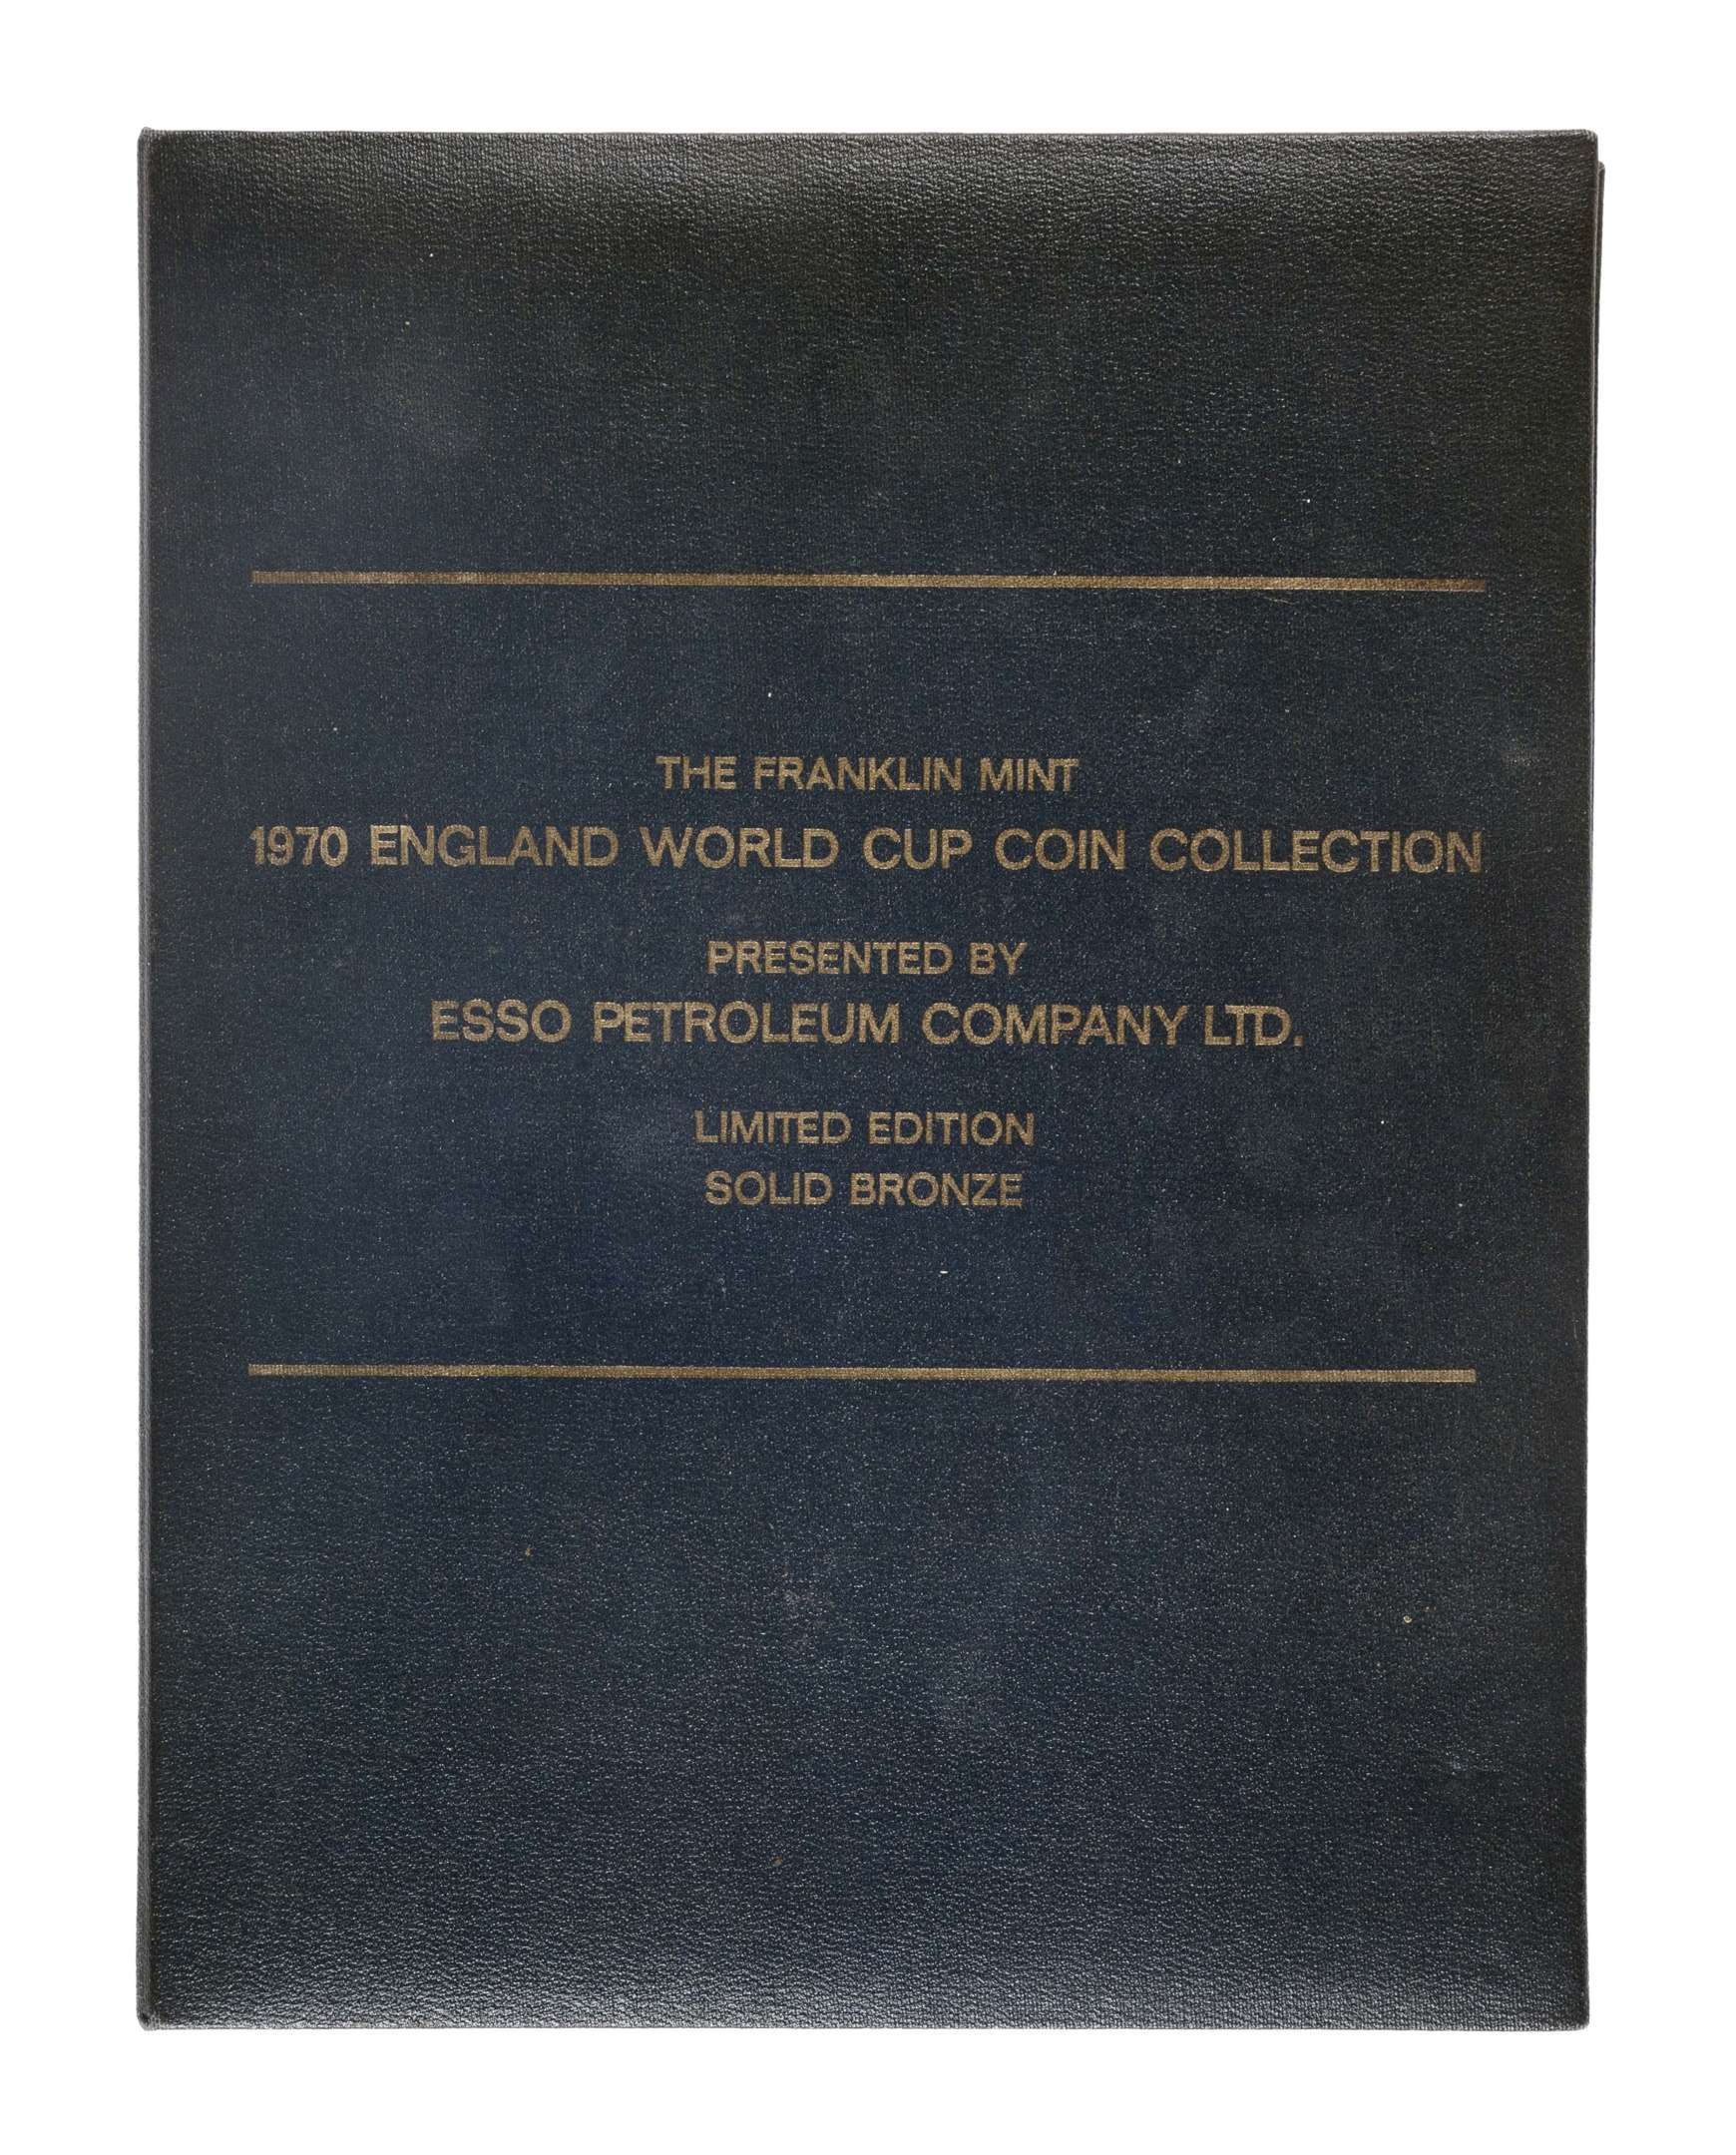 THE FRANKLIN MINT
1970 ENGLAND WORLD CUP COIN COLLECTION
PRESENTED BY
ESSO PETROLEUM COMPANY LTD.
LIMITED EDITION
SOLID BRONZE